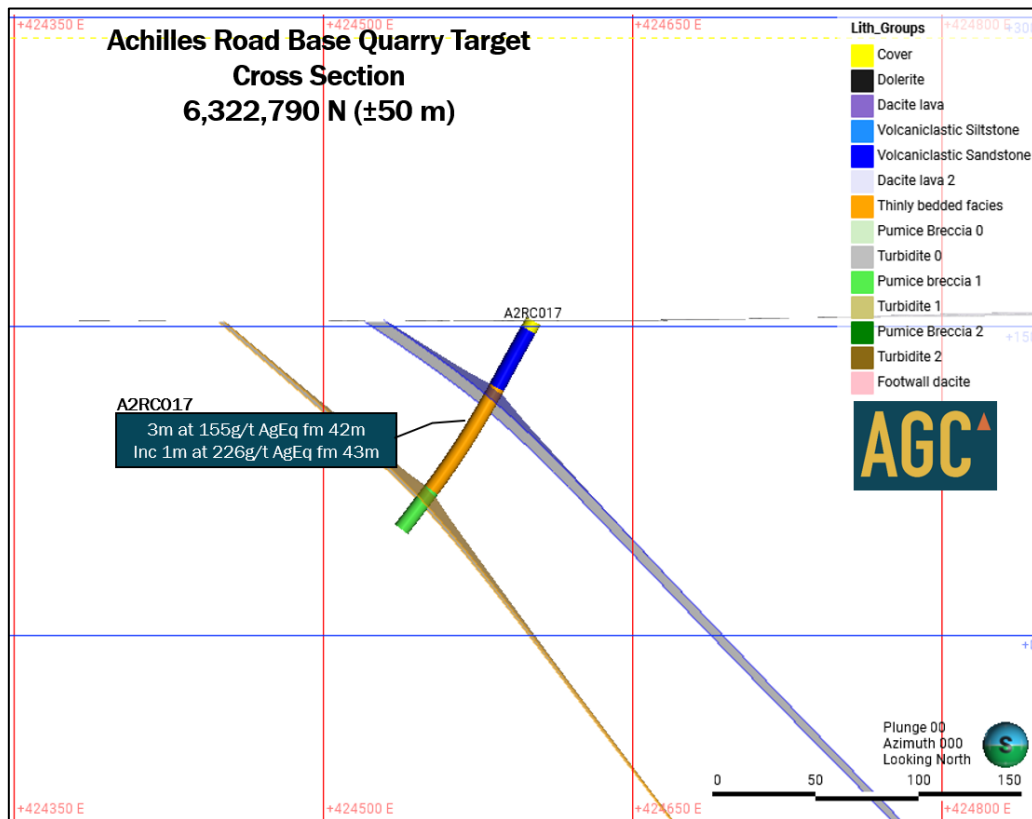 +424350 E
+424500 E
+424650 E
+424800 E
+300
Achilles Road Base Quarry Target
Cross Section
6,322,790 N (±50 m)
Lith_Groups
Cover
Dolerite
Dacite lava
Volcaniclastic Siltstone
Volcaniclastic Sandstone
Dacite lava 2
Thinly bedded facies
Pumice Breccia 0
Turbidite 0
Pumice breccia 1
Turbidite 1
Pumice Breccia 2
Turbidite 2
Footwall dacite
A2RC017
+150
A2RC017
3m at 155g/t AgEq fm 42m
Inc 1m at 226g/t AgEq fm 43m
AGC
Plunge 00
Azimuth 000
Looking North
S
0
50
100
150
+424350 E
+424500 E
+424650 E
+424800 E